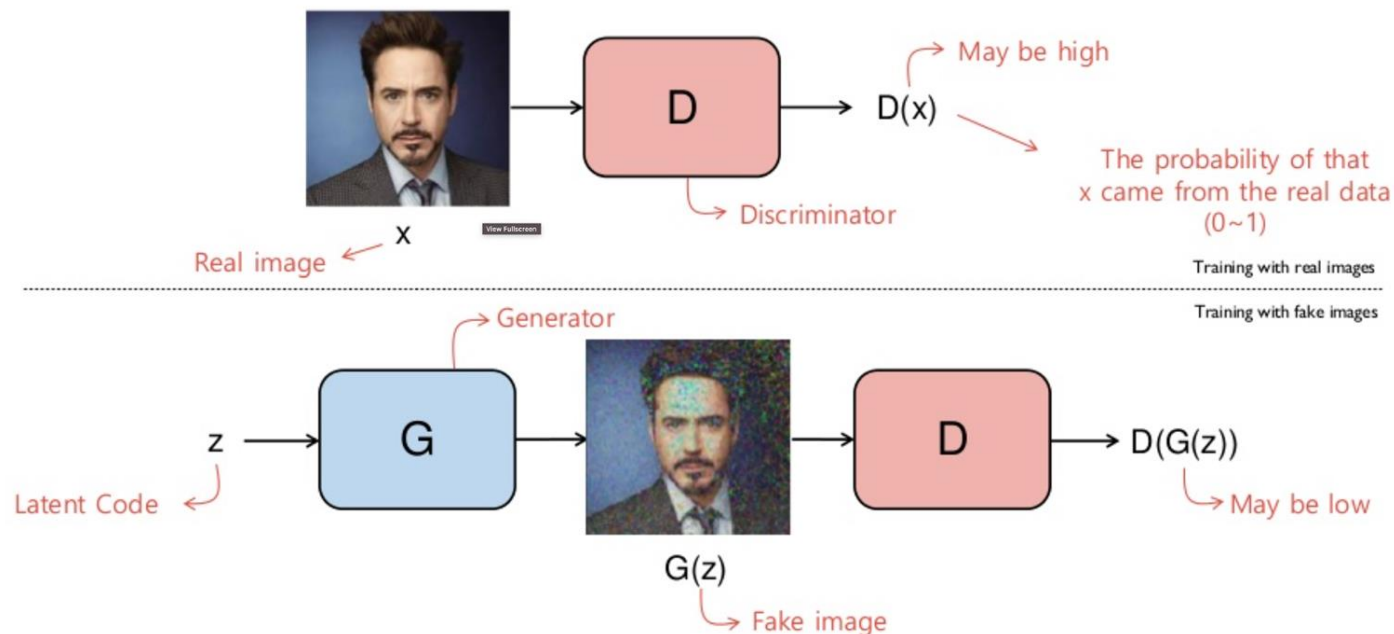 May be high
D
D(x)
The probability of that
x came from the real data
(0~1)
Discriminator
View Fullscreen
x
Real image
Training with real images
Training with fake images
Generator
z
G
D
D(G(z))
Latent Code
May be low
G(z)
Fake image